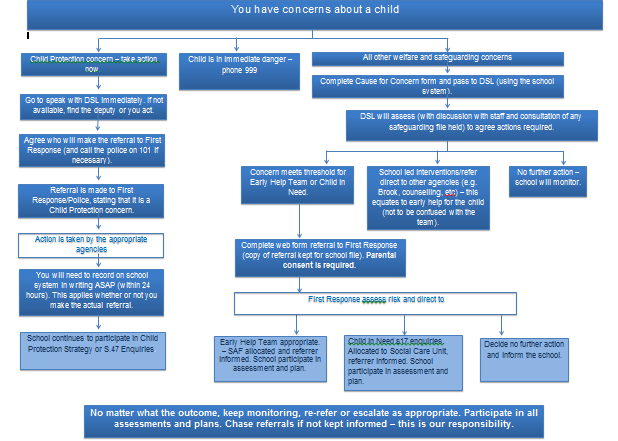 You have concerns about a child
Child Protection concern – take action
now
Child is in immediate danger –
phone 999
All other welfare and safeguarding concerns
Go to speak with DSL immediately. If not
available, find the deputy or you act.
Complete Cause for Concern form and pass to DSL (using the school
system).
DSL will assess (with discussion with staff and consultation of any
safeguarding file held) to agree actions required.
Agree who will make the referral to First
Response (and call the police on 101 if
necessary).
Concern meets threshold for
Early Help Team or Child in
Need.
School led interventions/refer
direct to other agencies (e.g.
Brook, counselling, etc) – this
equates to early help for the child
(not to be confused with the
team).
No further action –
school will monitor.
Referral is made to First
Response/Police, stating that it is a
Child Protection concern.
Action is taken by the appropriate
agencies
Complete web form referral to First Response
(copy of referral kept for school file). Parental
consent is required.
You will need to record on school
system in writing ASAP (within 24
hours). This applies whether or not you
make the actual referral.
First Response assess risk and direct to
School continues to participate in Child
Protection Strategy or S.47 Enquiries
Early Help Team appropriate.
– SAF allocated and referrer
informed. School participate in
assessment and plan.
Child in Need s17 enquiries.
Allocated to Social Care Unit,
referrer informed. School
participate in assessment and
plan.
Decide no further action
and inform the school.
No matter what the outcome, keep monitoring, re-refer or escalate as appropriate. Participate in all
assessments and plans. Chase referrals if not kept informed – this is our responsibility.